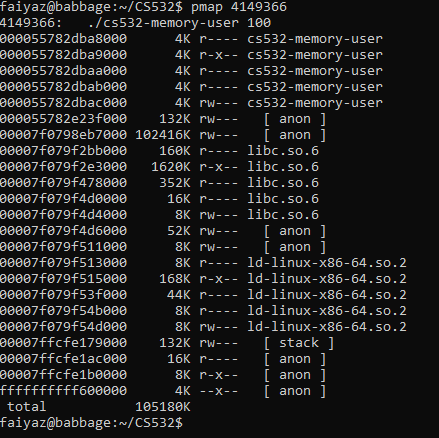 faiyaz@babbage:~/CS532$ pmap 4149366
4149366:   ./cs532-memory-user 100
000055782dba8000      4K r---- cs532-memory-user
000055782dba9000      4K r-x-- cs532-memory-user
000055782dbaa000      4K r---- cs532-memory-user
000055782dbab000      4K r---- cs532-memory-user
000055782dbac000      4K rw--- cs532-memory-user
000055782e23f000    132K rw---   [ anon ]
00007f0798eb7000 102416K rw---   [ anon ]
00007f079f2bb000    160K r---- libc.so.6
00007f079f2e3000   1620K r-x-- libc.so.6
00007f079f478000    352K r---- libc.so.6
00007f079f4d0000     16K r---- libc.so.6
00007f079f4d4000      8K rw--- libc.so.6
00007f079f4d6000     52K rw---   [ anon ]
00007f079f511000      8K rw---   [ anon ]
00007f079f513000      8K r---- ld-linux-x86-64.so.2
00007f079f515000    168K r-x-- ld-linux-x86-64.so.2
00007f079f53f000     44K r---- ld-linux-x86-64.so.2
00007f079f54b000      8K r---- ld-linux-x86-64.so.2
00007f079f54d000      8K rw--- ld-linux-x86-64.so.2
00007ffcfe179000    132K rw---   [ stack ]
00007ffcfe1ac000     16K r----   [ anon ]
00007ffcfe1b0000      8K r-x--   [ anon ]
ffffffffff600000      4K --x--   [ anon ]
 total           105180K
faiyaz@babbage:~/CS532$